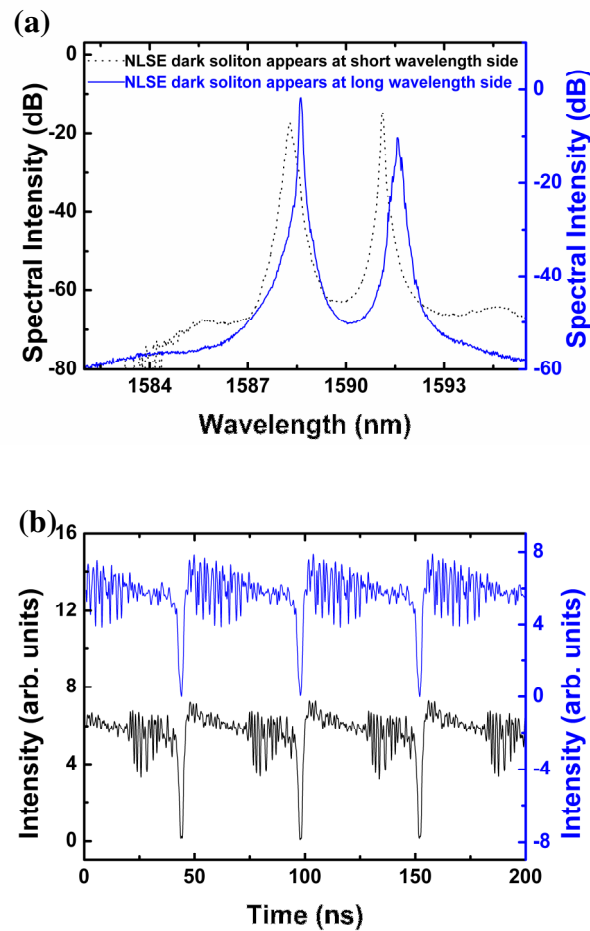 (a)
NLSE dark soliton appears at short wavelength side
NLSE dark soliton appears at long wavelength side
Spectral Intensity (dB)
0
-20
-40
-60
-80
Spectral Intensity (dB)
0
-20
-40
-60
1584
1587
1590
1593
Wavelength (nm)
(b)
Intensity (arb. units)
16
12
8
4
0
Intensity (arb. units)
8
4
0
-4
-8
0
50
100
150
200
Time (ns)